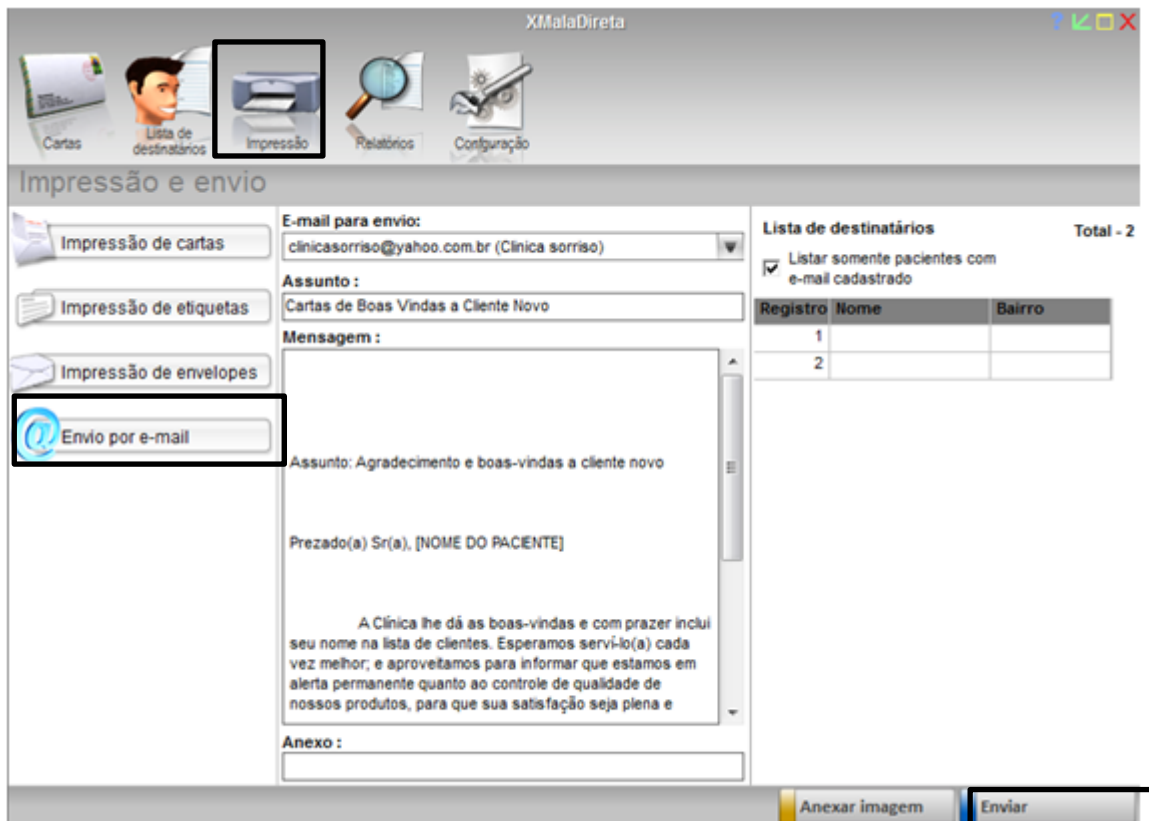 XMalaDireta
?
Cartas
Lista de
destinatários
Impressão
Relatórios
Confguração
Impressão e envio
Impressão de cartas
Impressão de etiquetas
Impressão de envelopes
@ Envio por e-mail
E-mail para envio:
clinicasorriso@yahoo.com.br (Clinica sorriso)
Assunto :
Cartas de Boas Vindas a Cliente Novo
Mensagem :
Assunto: Agradecimento e boas-vindas a cliente novo
Prezado(a) Sr(a), [NOME DO PACIENTE]
A Clínica lhe dá as boas-vindas e com prazer inclui
seu nome na lista de clientes. Esperamos serví-lo(a) cada
vez melhor; e aproveitamos para informar que estamos em
alerta permanente quanto ao controle de qualidade de
nossos produtos, para que sua satisfação seja plena e
Anexo :
Lista de destinatários Total - 2
Listar somente pacientes com
e-mail cadastrado
Registro Nome Bairro
1
2
Anexar imagem Enviar